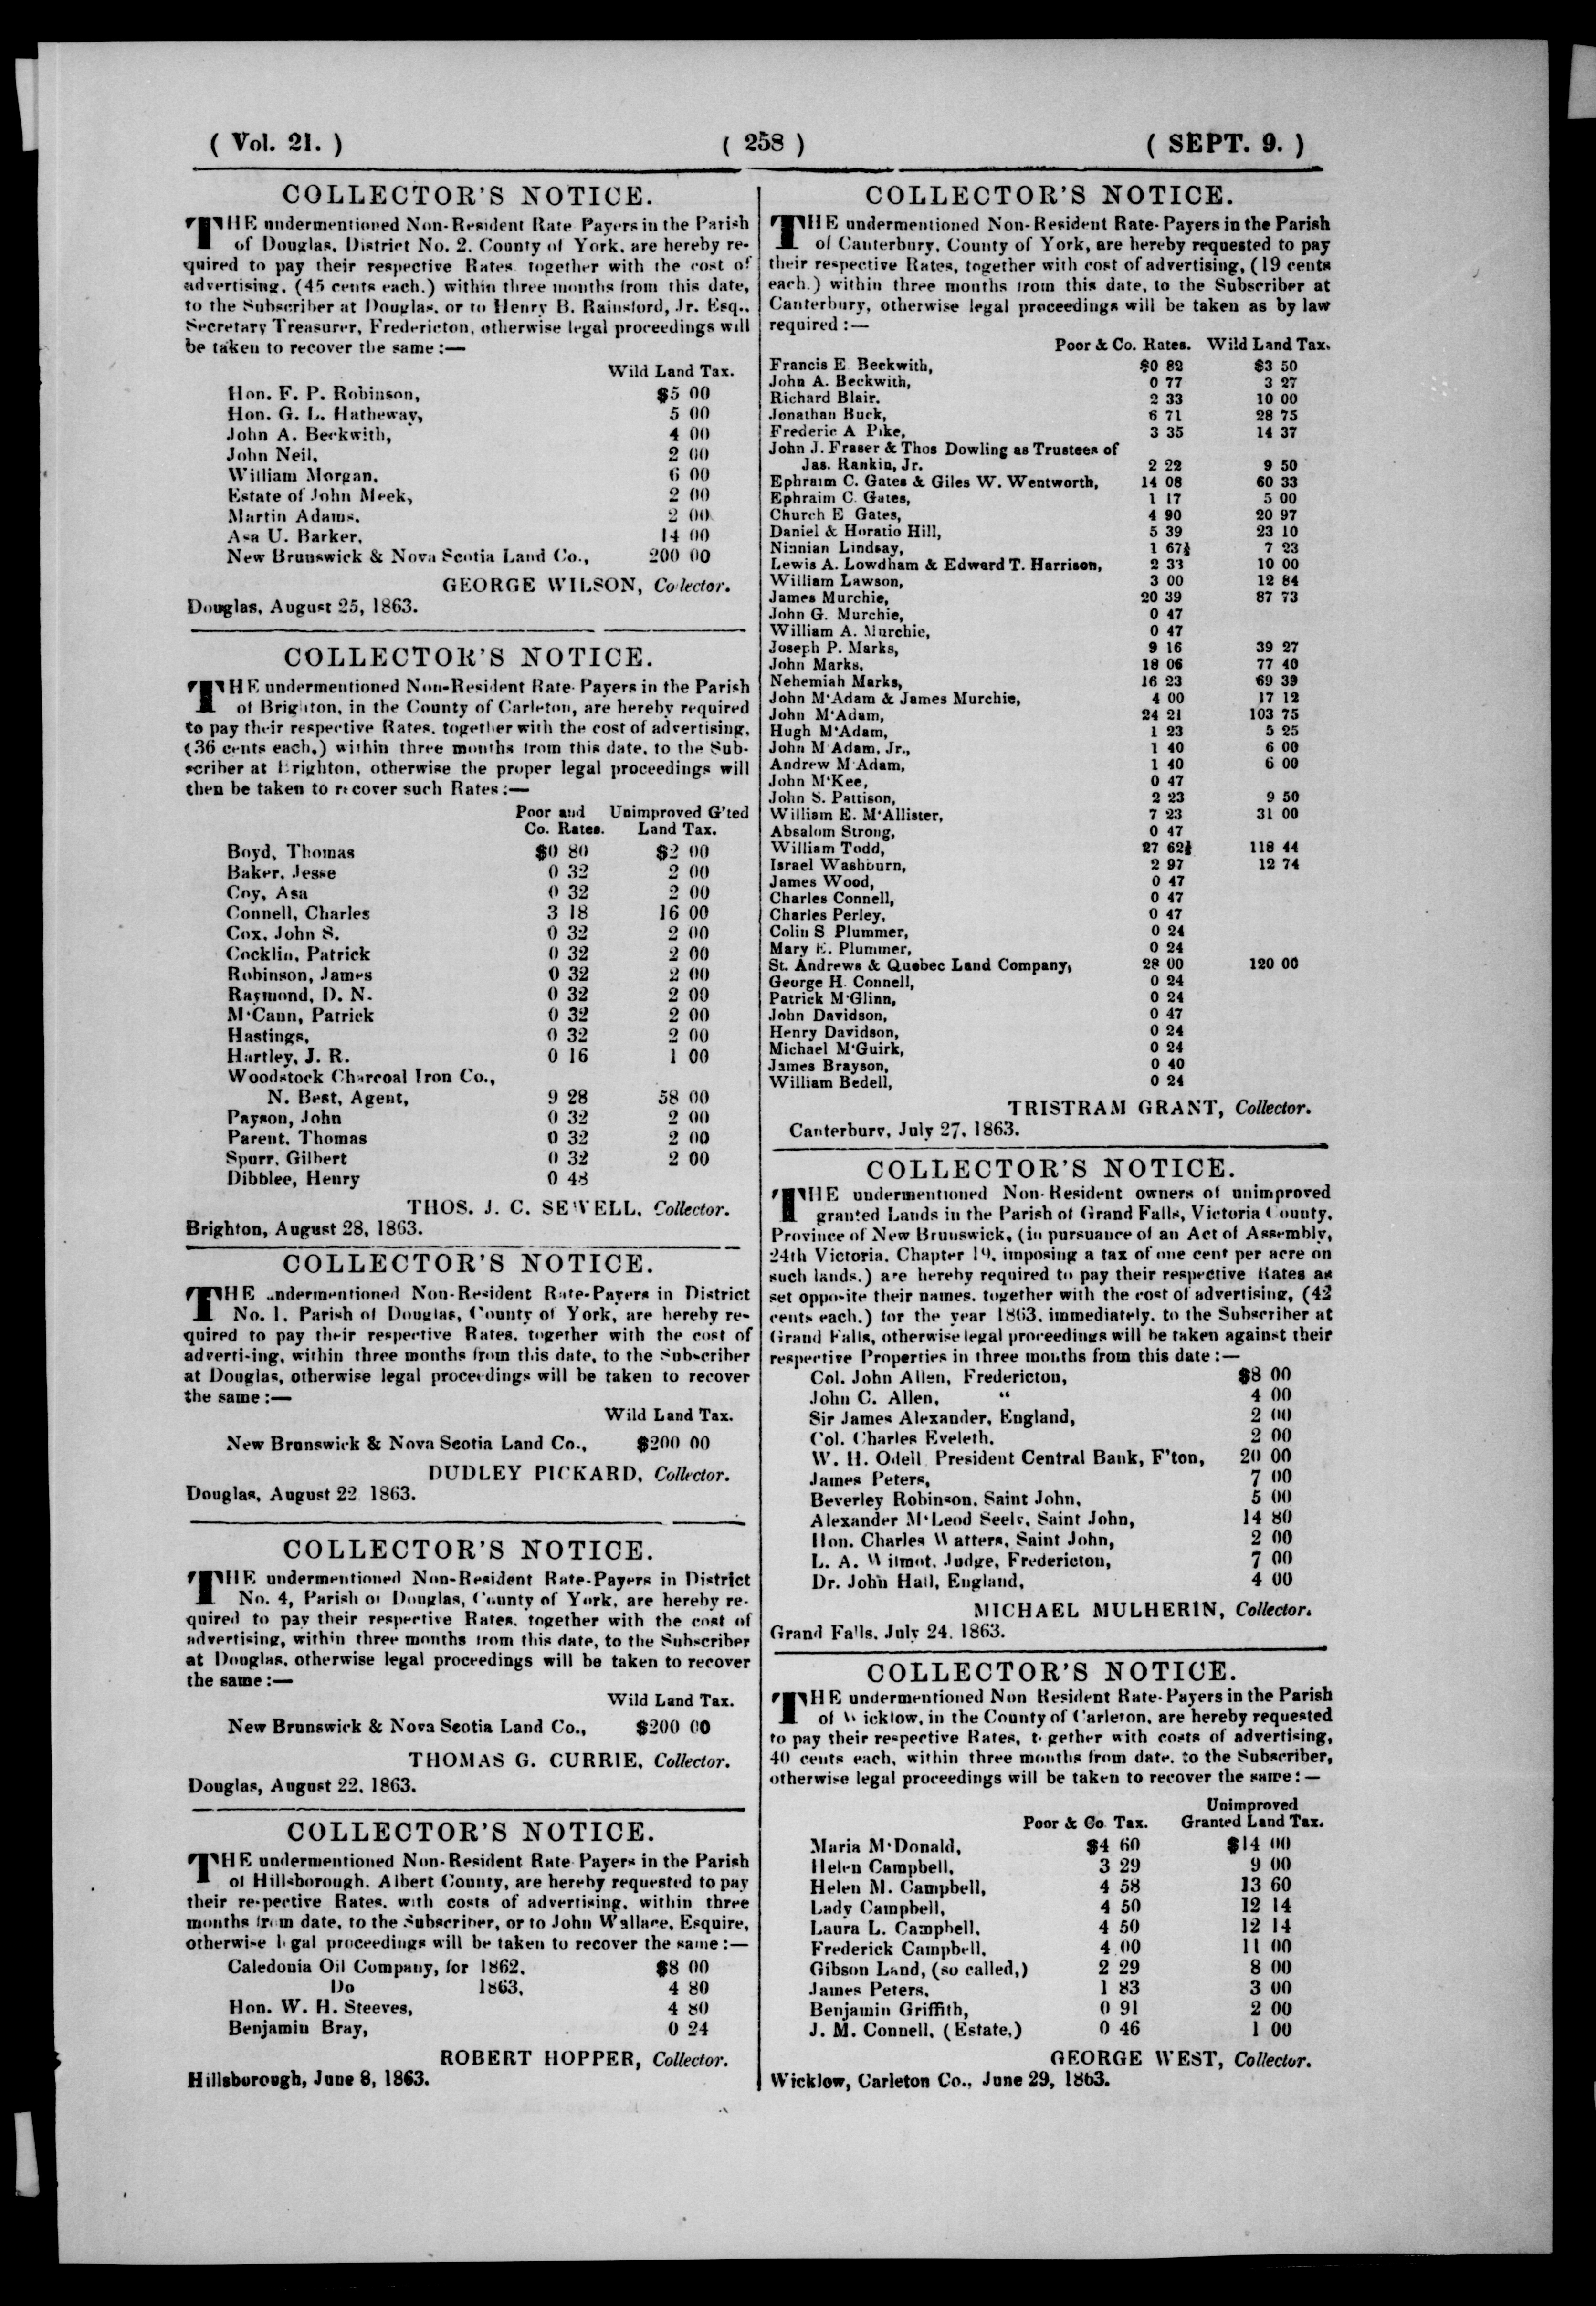 ( Vol. 21. ) ( 258 ) ( SEPT. 9. )
COLLECTOR'S NOTICE.
THE undermentioned Non-Resident Rate Payers in the Parish
of Douglas, District No. 2. County of York, are hereby re-
quired to pay their respective Rates together with the cost of
advertising, (45 cents each.) within three months from this date,
to the Subscriber at Douglas, or to Henry B. Rainsford, Jr. Esq.,
Secretary Treasurer, Fredericton, otherwise legal proceedings will
be taken to recover the same :—
Wild Land Tax.
Hon. F. P. Robinson, $5 00
Hon. G. L. Hatheway, 5 00
John A. Beckwith, 4 00
John Neil, 2 00
William Morgan, 6 00
Estate of John Meek, 2 00
Martin Adams, 2 00
Asa U. Barker, 14 00
New Brunswick & Nova Scotia Land Co., 200 00
GEORGE WILSON, Collector.
Douglas, August 25, 1863.
COLLECTOR'S NOTICE.
THE undermentioned Non-Resident Rate-Payers in the Parish
of Brighton, in the County of Carleton, are hereby required
to pay their respective Rates, together with the cost of advertising,
(36 cents each,) within three months from this date, to the Sub-
scriber at Brighton, otherwise the proper legal proceedings will
then be taken to recover such Rates :—
Poor and Unimproved G'ted
Co. Rates. Land Tax.
Boyd, Thomas $0 80 $2 00
Baker, Jesse 0 32 2 00
Coy, Asa 0 32 2 00
Connell, Charles 3 18 16 00
Cox, John S. 0 32 2 00
Cocklin, Patrick 0 32 2 00
Robinson, James 0 32 2 00
Raymond, D. N. 0 32 2 00
M'Cann, Patrick 0 32 2 00
Hastings, 0 32 2 00
Hartley, J. R. 0 16 1 00
Woodstock Charcoal Iron Co.,
N. Best, Agent, 9 28 58 00
Payson, John 0 32 2 00
Parent, Thomas 0 32 2 00
Spurr, Gilbert 0 32 2 00
Dibblee, Henry 0 48
THOS. J. C. SEWELL, Collector.
Brighton, August 28, 1863.
COLLECTOR'S NOTICE.
THE undermentioned Non-Resident Rate-Payers in District
No. 1, Parish of Douglas, County of York, are hereby re-
quired to pay their respective Rates, together with the cost of
advertising, within three months from this date, to the Subscriber
at Douglas, otherwise legal proceedings will be taken to recover
the same :—
Wild Land Tax.
New Brunswick & Nova Scotia Land Co., $200 00
DUDLEY PICKARD, Collector.
Douglas, August 22, 1863.
COLLECTOR'S NOTICE.
THE undermentioned Non-Resident Rate-Payers in District
No. 4, Parish of Douglas, County of York, are hereby re-
quired to pay their respective Rates, together with the cost of
advertising, within three months from this date, to the Subscriber
at Douglas, otherwise legal proceedings will be taken to recover
the same :—
Wild Land Tax.
New Brunswick & Nova Scotia Land Co., $200 00
THOMAS G. CURRIE, Collector.
Douglas, August 22, 1863.
COLLECTOR'S NOTICE.
THE undermentioned Non-Resident Rate Payers in the Parish
of Hillsborough, Albert County, are hereby requested to pay
their respective Rates, with costs of advertising, within three
months from date, to the Subscriber, or to John Wallace, Esquire,
otherwise legal proceedings will be taken to recover the same :—
Caledonia Oil Company, for 1862, $8 00
Do 1863, 4 80
Hon. W. H. Steeves, 4 80
Benjamin Bray, 0 24
ROBERT HOPPER, Collector.
Hillsborough, June 8, 1863.
COLLECTOR'S NOTICE.
THE undermentioned Non-Resident Rate-Payers in the Parish
of Canterbury, County of York, are hereby requested to pay
their respective Rates, together with cost of advertising, (19 cents
each.) within three months from this date, to the Subscriber at
Canterbury, otherwise legal proceedings will be taken as by law
required :—
Poor & Co. Rates. Wild Land Tax.
Francis E Beckwith, $0 82 $3 50
John A. Beckwith, 0 77 3 27
Richard Blair, 2 33 10 00
Jonathan Buck, 6 71 28 75
Frederic A Pike, 3 35 14 37
John J. Fraser & Thos Dowling as Trustees of
Jas. Rankin, Jr. 2 22 9 50
Ephraim C. Gates & Giles W. Wentworth, 14 08 60 33
Ephraim C. Gates, 1 17 5 00
Church E Gates, 4 90 20 97
Daniel & Horatio Hill, 5 39 23 10
Ninnian Lindsay, 1 67½ 7 23
Lewis A. Lowdham & Edward T. Harrison, 2 33 10 00
William Lawson, 3 00 12 84
James Murchie, 20 39 87 73
John G. Murchie, 0 47
William A. Murchie, 0 47
Joseph P. Marks, 9 16 39 27
John Marks, 18 06 77 40
Nehemiah Marks, 16 23 69 39
John M'Adam & James Murchie, 4 00 17 12
John M'Adam, 24 21 103 75
Hugh M'Adam, 1 23 5 25
John M'Adam, Jr., 1 40 6 00
Andrew M'Adam, 1 40 6 00
John M'Kee, 0 47
John S. Pattison, 2 23 9 50
William E. M'Allister, 7 23 31 00
Absalom Strong, 0 47
William Todd, 27 62½ 118 44
Israel Washburn, 2 97 12 74
James Wood, 0 47
Charles Connell, 0 47
Charles Perley, 0 47
Colin S Plummer, 0 24
Mary E. Plummer, 0 24
St. Andrews & Quebec Land Company, 28 00 120 00
George H. Connell, 0 24
Patrick M'Glinn, 0 24
John Davidson, 0 47
Henry Davidson, 0 24
Michael M'Guirk, 0 24
James Brayson, 0 40
William Bedell, 0 24
TRISTRAM GRANT, Collector.
Canterbury, July 27, 1863.
COLLECTOR'S NOTICE.
THE undermentioned Non-Resident owners of unimproved
granted Lands in the Parish of Grand Falls, Victoria County,
Province of New Brunswick, (in pursuance of an Act of Assembly,
24th Victoria, Chapter 19, imposing a tax of one cent per acre on
such lands.) are hereby required to pay their respective Rates as
set opposite their names, together with the cost of advertising, (42
cents each.) for the year 1863, immediately, to the Subscriber at
Grand Falls, otherwise legal proceedings will be taken against their
respective Properties in three months from this date :—
Col. John Allen, Fredericton, $8 00
John C. Allen, “ 4 00
Sir James Alexander, England, 2 00
Col. Charles Eveleth, 2 00
W. H. Odell President Central Bank, F'ton, 20 00
James Peters, 7 00
Beverley Robinson, Saint John, 5 00
Alexander M'Leod Seely, Saint John, 14 80
Hon. Charles Watters, Saint John, 2 00
L. A. Wilmot, Judge, Fredericton, 7 00
Dr. John Hall, England, 4 00
MICHAEL MULHERIN, Collector.
Grand Falls, July 24, 1863.
COLLECTOR'S NOTICE.
THE undermentioned Non Resident Rate-Payers in the Parish
of Wicklow, in the County of Carleton, are hereby requested
to pay their respective Rates, together with costs of advertising,
40 cents each, within three months from date, to the Subscriber,
otherwise legal proceedings will be taken to recover the same :—
Unimproved
Poor & Co Tax. Granted Land Tax.
Maria M'Donald, $4 60 $14 00
Helen Campbell, 3 29 9 00
Helen M. Campbell, 4 58 13 60
Lady Campbell, 4 50 12 14
Laura L. Campbell, 4 50 12 14
Frederick Campbell, 4 00 11 00
Gibson Land, (so called,) 2 29 8 00
James Peters, 1 83 3 00
Benjamin Griffith, 0 91 2 00
J. M. Connell, (Estate,) 0 46 1 00
GEORGE WEST, Collector.
Wicklow, Carleton Co., June 29, 1863.